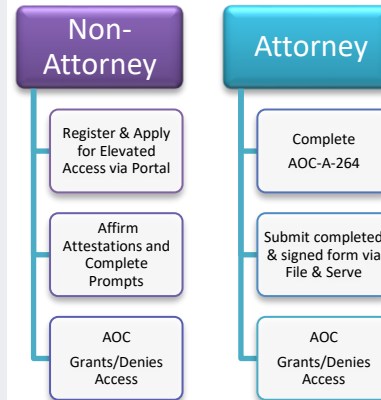 Non-
Attorney
Register & Apply
for Elevated
Access via Portal
Affirm
Attestations and
Complete
Prompts
AOC
Grants/Denies
Access
Attorney
Complete
AOC-A-264
Submit completed
& signed form via
File & Serve
AOC
Grants/Denies
Access